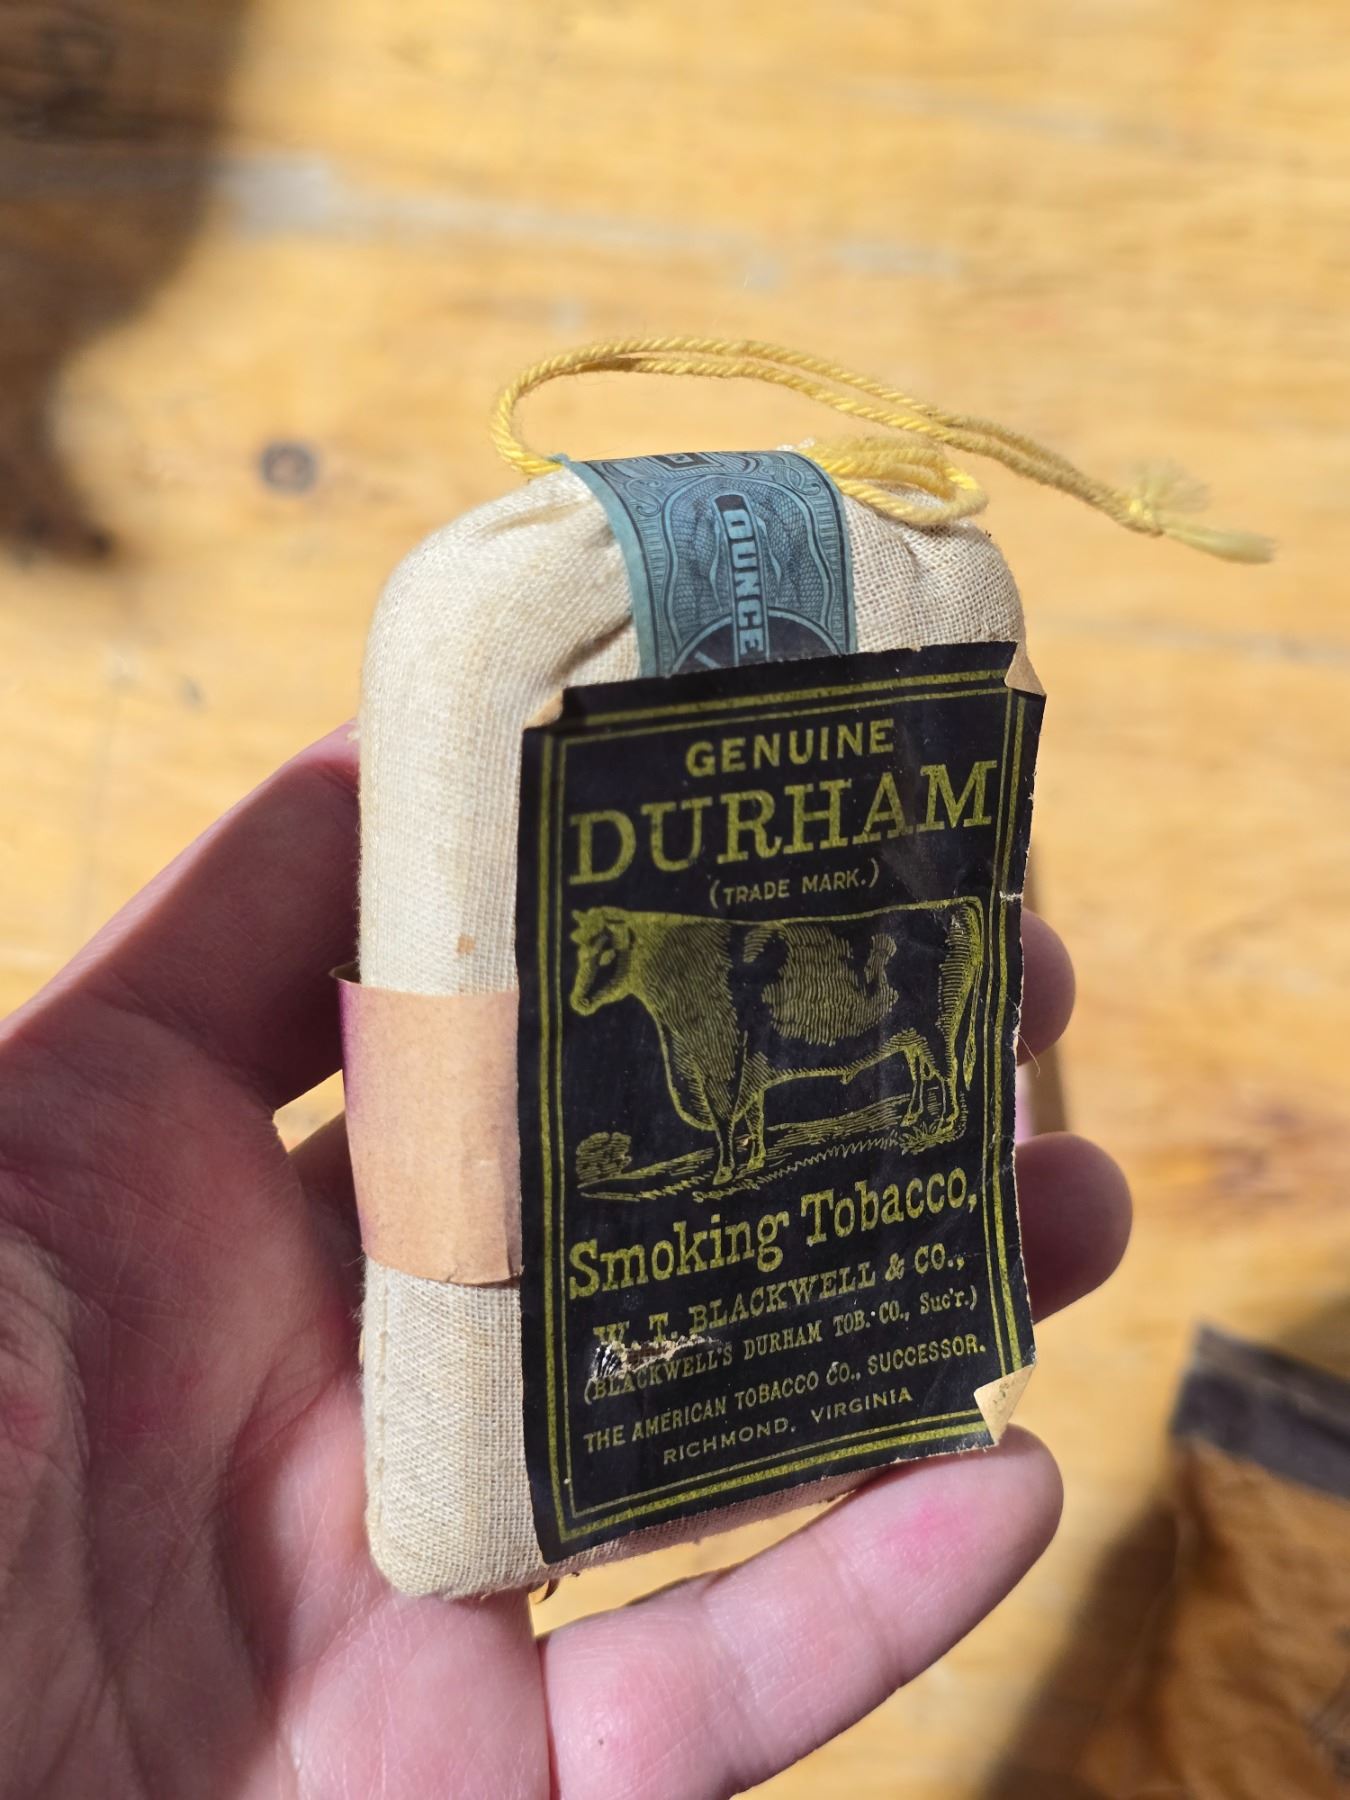 OUNCE
GENUINE
DURHAM
(TRADE MARK.)
Smoking Tobacco,
W. T. BLACKWELL & CO.,
(BLACKWELL'S DURHAM TOB. CO., Suc'r.)
THE AMERICAN TOBACCO CO., SUCCESSOR.
RICHMOND, VIRGINIA